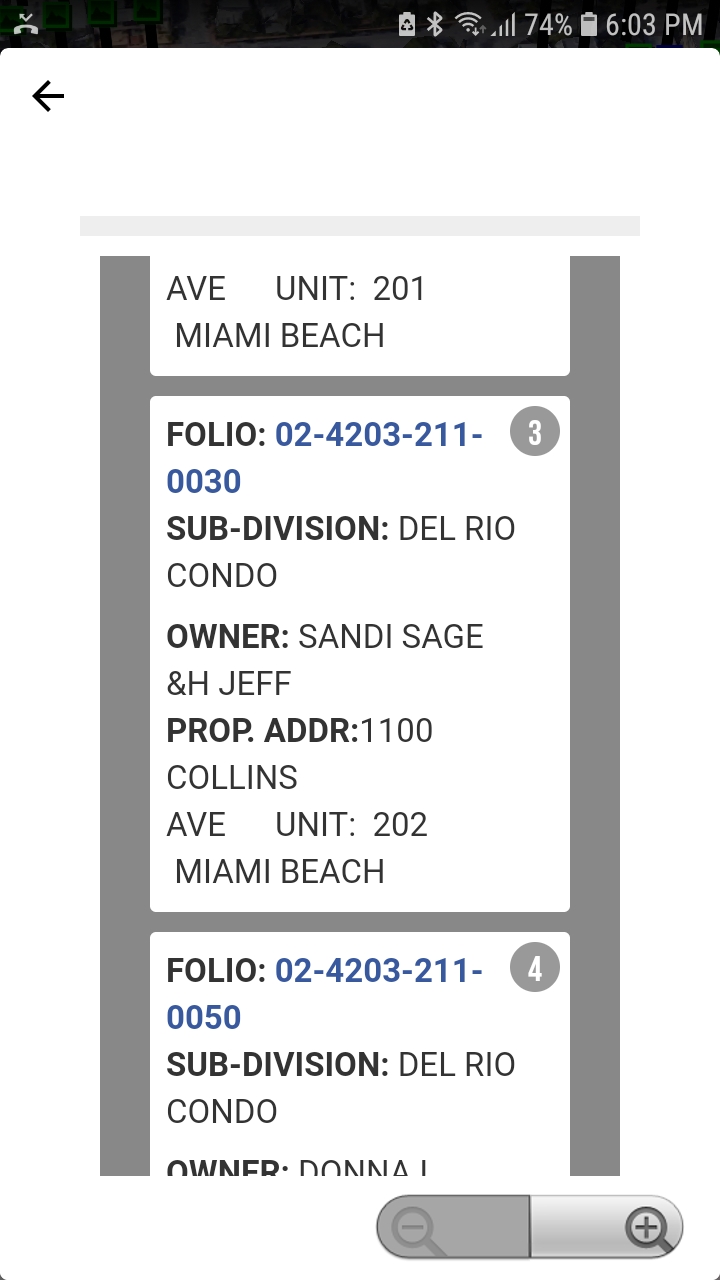 74% 6:03 PM
AVE UNIT: 201
MIAMI BEACH
FOLIO: 02-4203-211- 3
0030
SUB-DIVISION: DEL RIO
CONDO
OWNER: SANDI SAGE
&H JEFF
PROP. ADDR:1100
COLLINS
AVE UNIT: 202
MIAMI BEACH
FOLIO: 02-4203-211- 4
0050
SUB-DIVISION: DEL RIO
CONDO
OWNER: DONNA